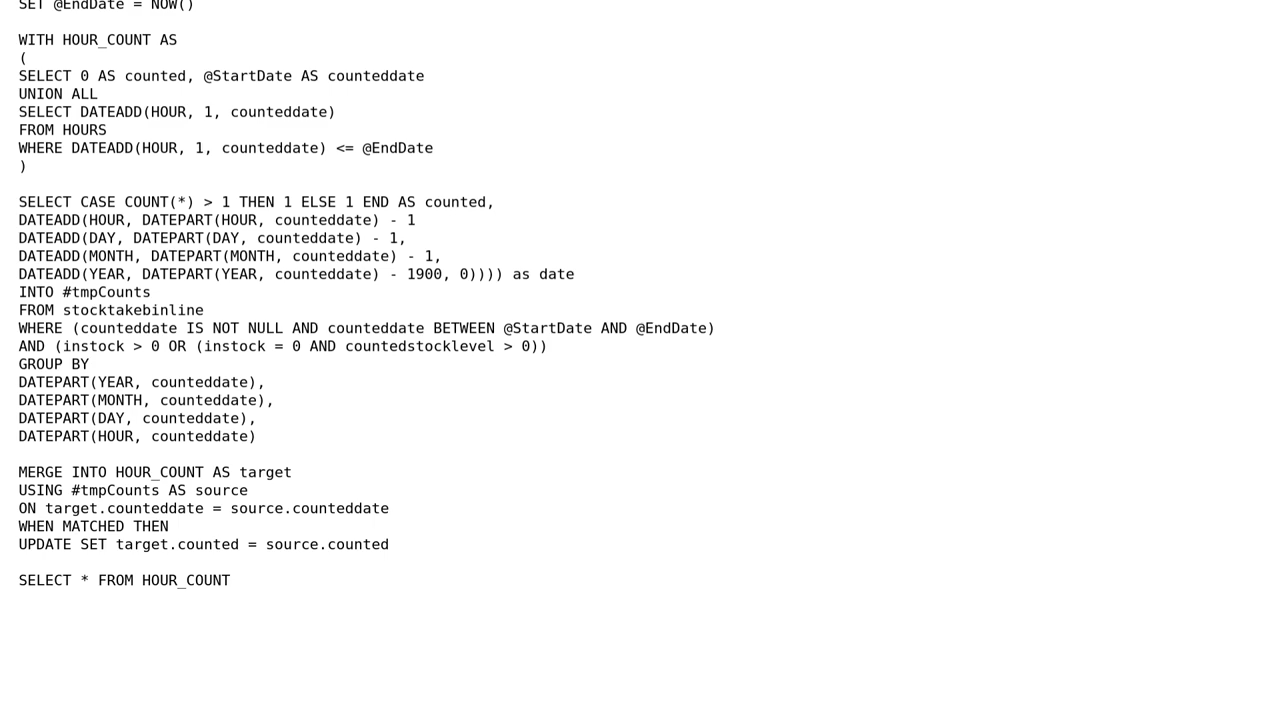 SET @EndDate = NOW()
WITH HOUR_COUNT AS
(
SELECT 0 AS counted, @StartDate AS counteddate
UNION ALL
SELECT DATEADD(HOUR, 1, counteddate)
FROM HOURS
WHERE DATEADD(HOUR, 1, counteddate) <= @EndDate
)
SELECT CASE COUNT(*) > 1 THEN 1 ELSE 1 END AS counted,
DATEADD(HOUR, DATEPART(HOUR, counteddate) - 1
DATEADD(DAY, DATEPART(DAY, counteddate) - 1,
DATEADD(MONTH, DATEPART(MONTH, counteddate) - 1,
DATEADD(YEAR, DATEPART(YEAR, counteddate) - 1900, 0)))) as date
INTO #tmpCounts
FROM stocktakebinline
WHERE (counteddate IS NOT NULL AND counteddate BETWEEN @StartDate AND @EndDate)
AND (instock > 0 OR (instock = 0 AND countedstocklevel > 0))
GROUP BY
DATEPART(YEAR, counteddate),
DATEPART(MONTH, counteddate),
DATEPART(DAY, counteddate),
DATEPART(HOUR, counteddate)
MERGE INTO HOUR_COUNT AS target
USING #tmpCounts AS source
ON target.counteddate = source.counteddate
WHEN MATCHED THEN
UPDATE SET target.counted = source.counted
SELECT * FROM HOUR_COUNT